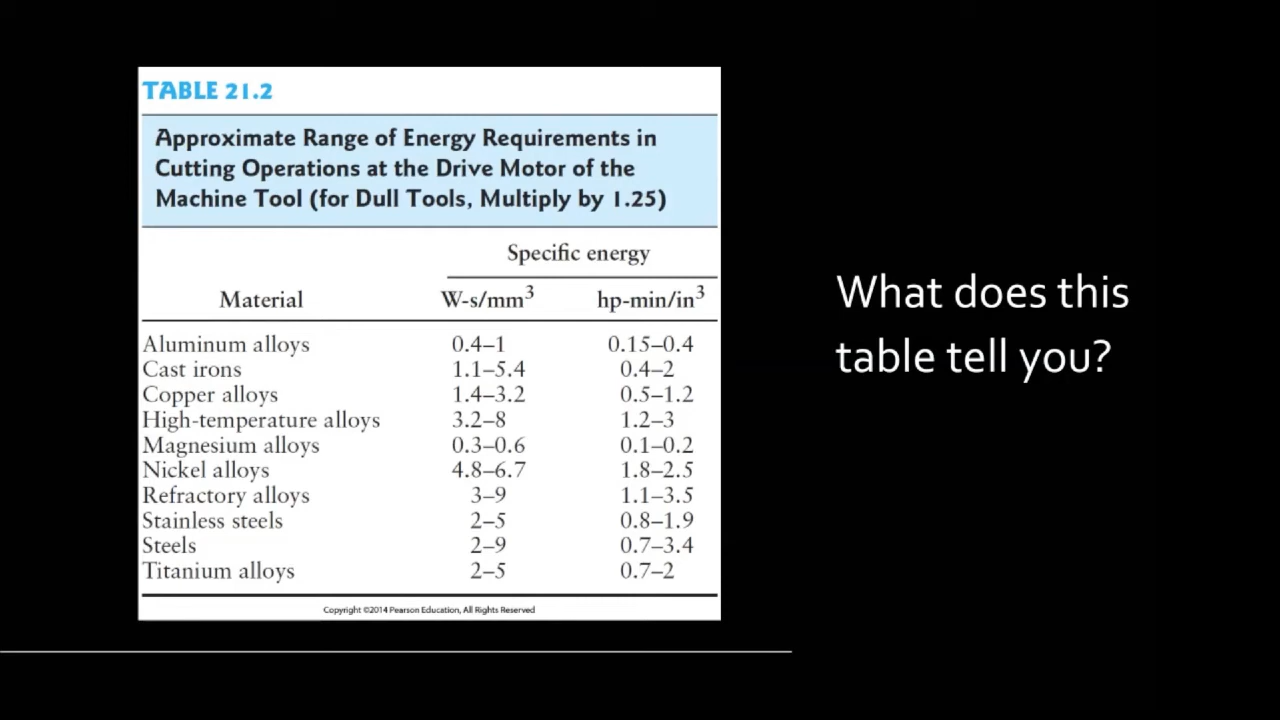 TABLE 21.2
Approximate Range of Energy Requirements in
Cutting Operations at the Drive Motor of the
Machine Tool (for Dull Tools, Multiply by 1.25)
Specific energy
Material W-s/mm³ hp-min/in³
Aluminum alloys 0.4–1 0.15–0.4
Cast irons 1.1–5.4 0.4–2
Copper alloys 1.4–3.2 0.5–1.2
High-temperature alloys 3.2–8 1.2–3
Magnesium alloys 0.3–0.6 0.1–0.2
Nickel alloys 4.8–6.7 1.8–2.5
Refractory alloys 3–9 1.1–3.5
Stainless steels 2–5 0.8–1.9
Steels 2–9 0.7–3.4
Titanium alloys 2–5 0.7–2
Copyright ©2014 Pearson Education, All Rights Reserved
What does this
table tell you?